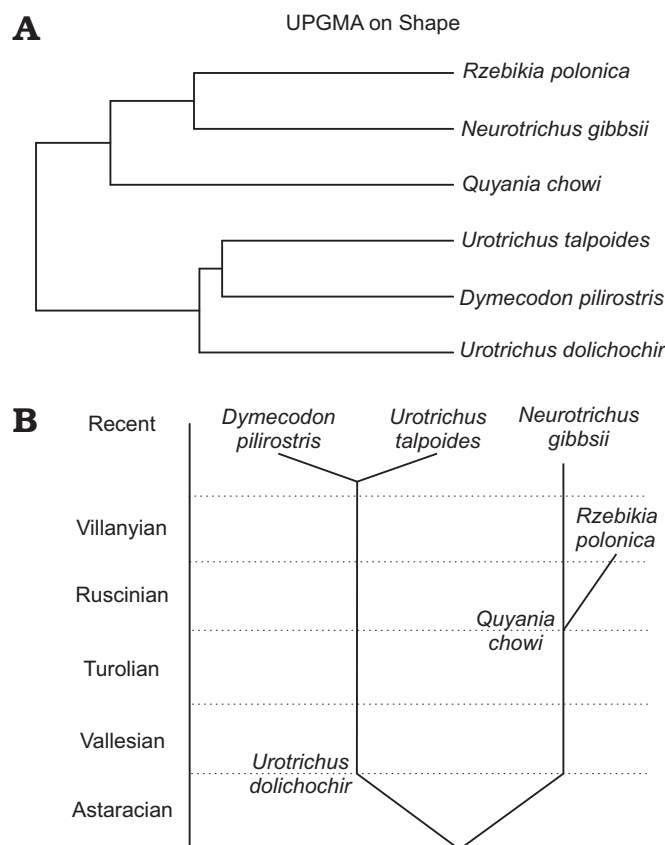 A
UPGMA on Shape
Rzebikia polonica
Neurotrichus gibbsii
Quyania chowi
Urotrichus talpoides
Dymecodon pilirostris
Urotrichus dolichochir
B
Recent
Dymecodon
pilirostris
Urotrichus
talpoides
Neurotrichus
gibbsii
Villanyian
Rzebikia
polonica
Ruscinian
Quyania
chowi
Turolian
Vallesian
Urotrichus
dolichochir
Astaracian